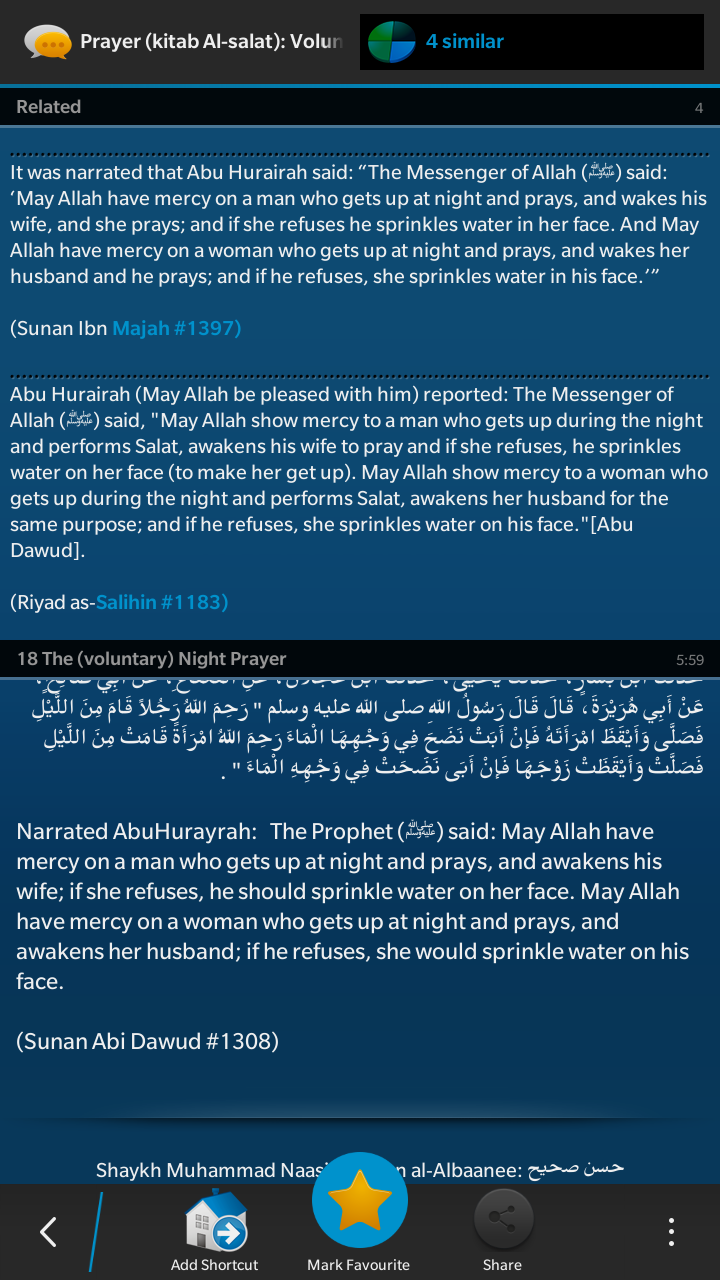 Prayer (kitab Al-salat): Volun
4 similar
Related
4
It was narrated that Abu Hurairah said: “The Messenger of Allah (ﷺ) said:
‘May Allah have mercy on a man who gets up at night and prays, and wakes his
wife, and she prays; and if she refuses he sprinkles water in her face. And May
Allah have mercy on a woman who gets up at night and prays, and wakes her
husband and he prays; and if he refuses, she sprinkles water in his face.’”
(Sunan Ibn Majah #1397)
Abu Hurairah (May Allah be pleased with him) reported: The Messenger of
Allah (ﷺ) said, "May Allah show mercy to a man who gets up during the night
and performs Salat, awakens his wife to pray and if she refuses, he sprinkles
water on her face (to make her get up). May Allah show mercy to a woman who
gets up during the night and performs Salat, awakens her husband for the
same purpose; and if he refuses, she sprinkles water on his face."[Abu
Dawud].
(Riyad as-Salihin #1183)
18 The (voluntary) Night Prayer
5:59
عَنْ أَبِي هُرَيْرَةَ، قَالَ قَالَ رَسُولُ اللهِ صلى الله عليه وسلم " رَحِمَ اللهُ رَجُلاً قَامَ مِنَ اللَّيْلِ
فَصَلَّى وَأَيْقَظَ امْرَأَتَهُ فَإِنْ أَبَتْ نَضَحَ فِي وَجْهِهَا الْمَاءَ رَحِمَ اللهُ امْرَأَةً قَامَتْ مِنَ اللَّيْلِ
فَصَلَّتْ وَأَيْقَظَتْ زَوْجَهَا فَإِنْ أَبَى نَضَحَتْ فِي وَجْهِهِ الْمَاءَ " .
Narrated AbuHurayrah: The Prophet (ﷺ) said: May Allah have
mercy on a man who gets up at night and prays, and awakens his
wife; if she refuses, he should sprinkle water on her face. May Allah
have mercy on a woman who gets up at night and prays, and
awakens her husband; if he refuses, she would sprinkle water on his
face.
(Sunan Abi Dawud #1308)
Shaykh Muhammad Naasi n al-Albaanee: حسن صحيح
Add Shortcut
Mark Favourite
Share